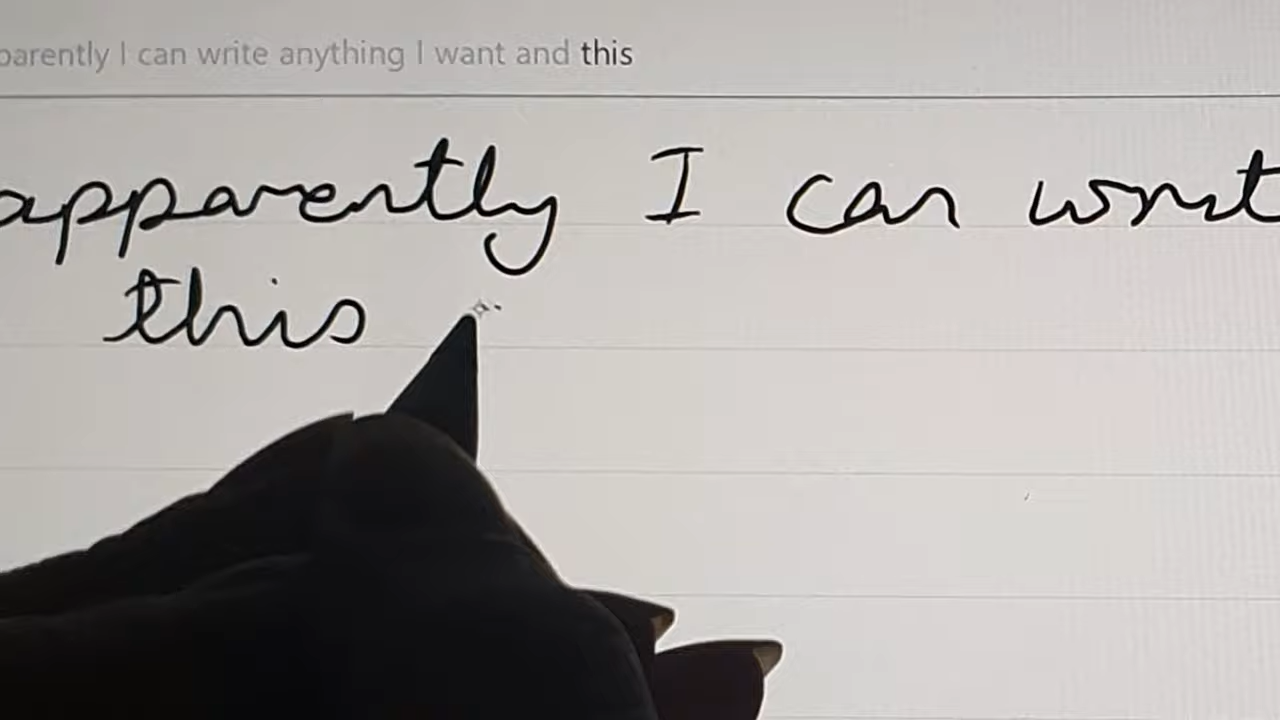 parently I can write anything I want and this
apparently I can writ
this